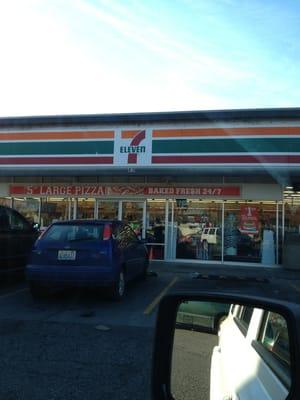 7
ELEVEN
$5 LARGE PIZZA BAKED FRESH 24/7